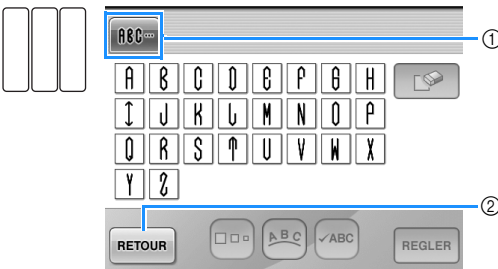 ABC... ①
A B C D E F G H
I J K L M N O P
Q R S T U V W X
Y Z
②
RETOUR ABC ✓ABC REGLER